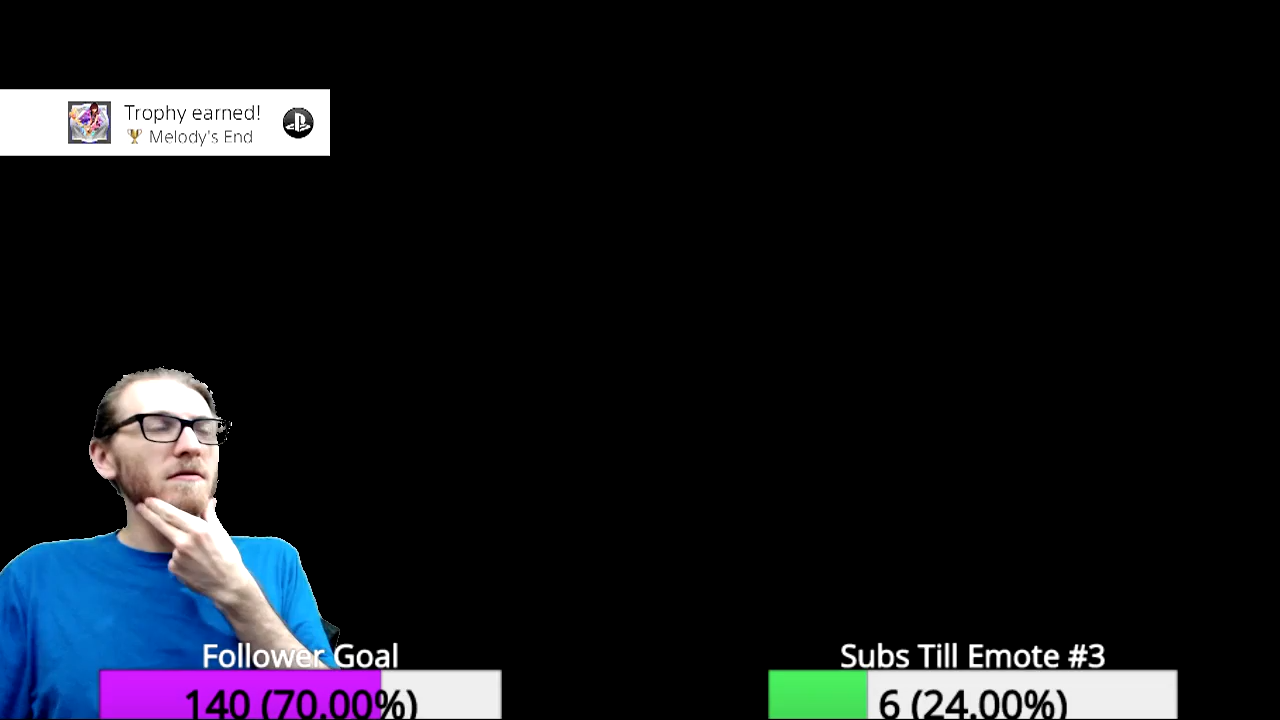 Trophy earned!
Melody's End
Follower Goal
140 (70.00%)
Subs Till Emote #3
6 (24.00%)